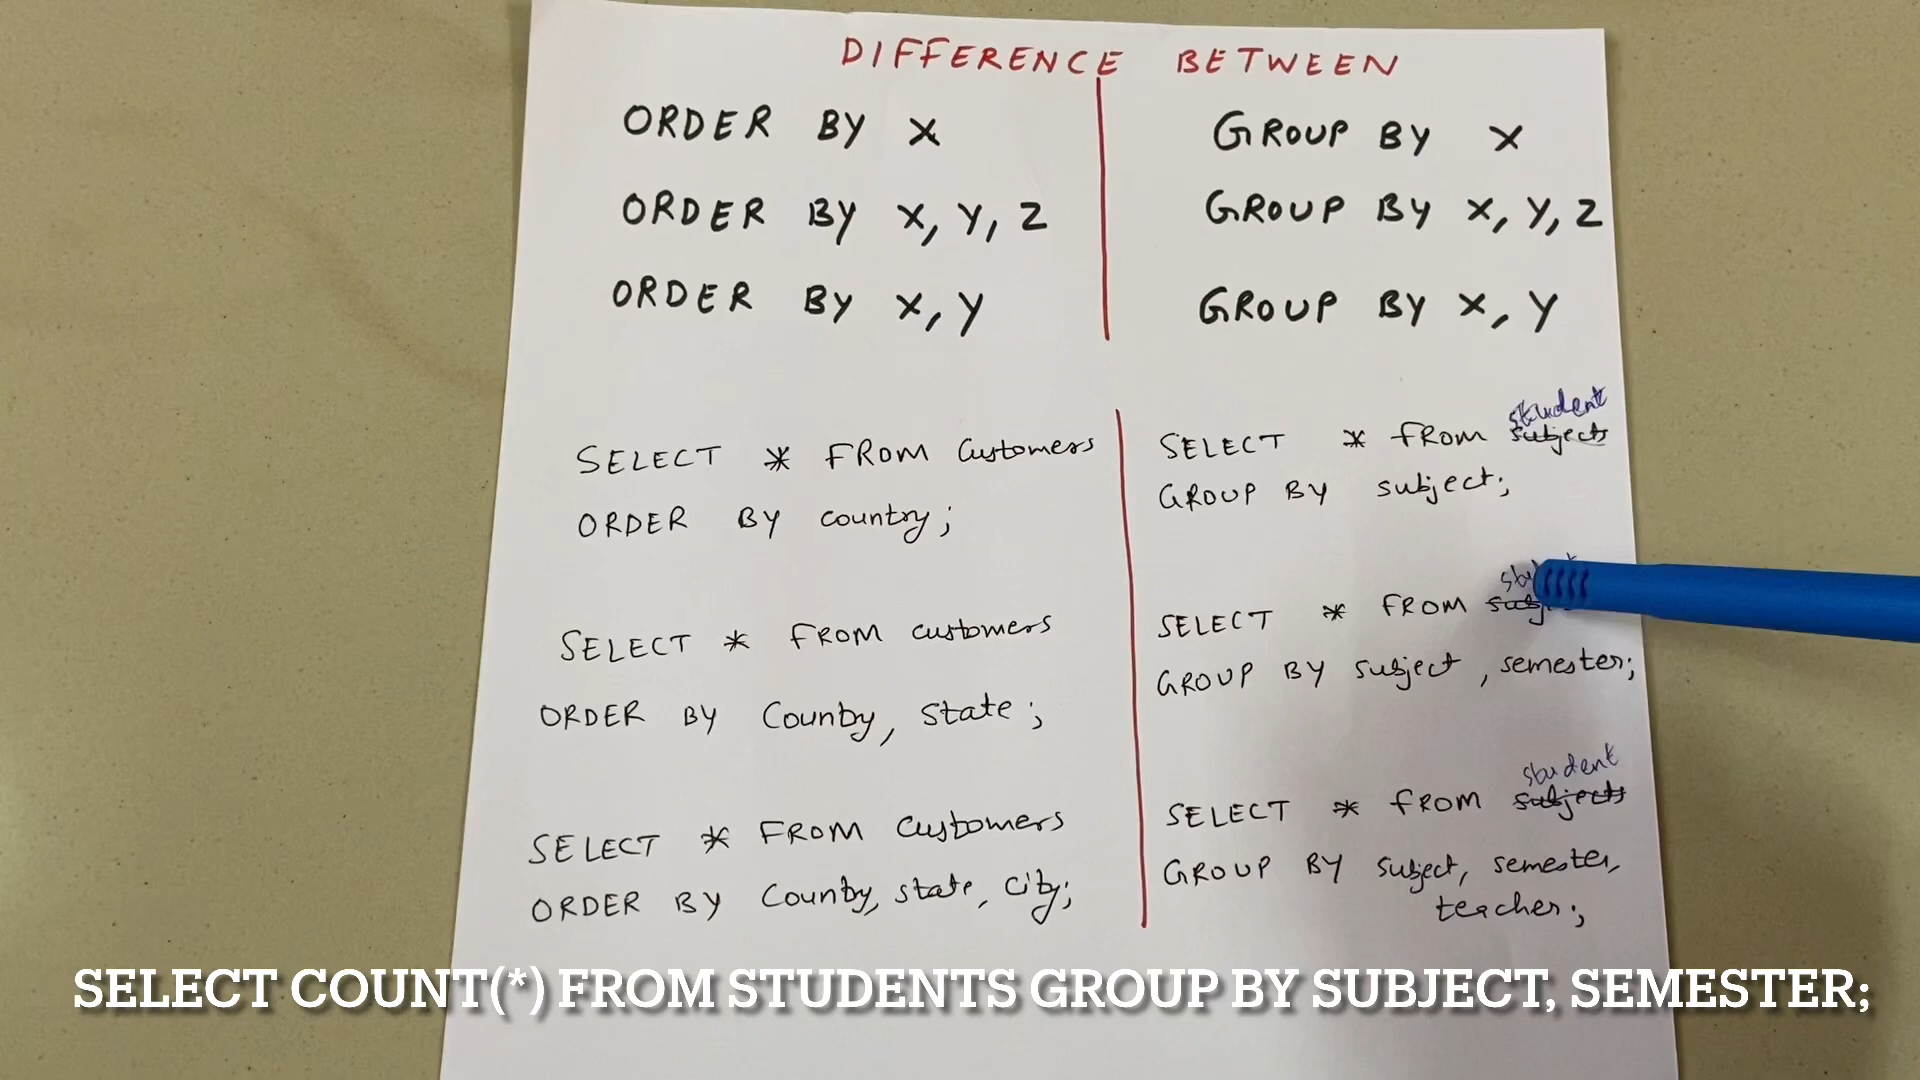 DIFFERENCE BETWEEN
ORDER BY X
ORDER BY X, Y, Z
ORDER BY X, Y
GROUP BY X
GROUP BY X, Y, Z
GROUP BY X, Y
SELECT * FROM Customers
ORDER BY country;
SELECT * FROM customers
ORDER BY Country, State;
SELECT * FROM Customers
ORDER BY Country, state, City;
student
SELECT * FROM subjects
GROUP BY subject;
SELECT * FROM
GROUP BY subject, semester;
student
SELECT * FROM subjects
GROUP BY subject, semester,
teacher;
SELECT COUNT(*) FROM STUDENTS GROUP BY SUBJECT, SEMESTER;